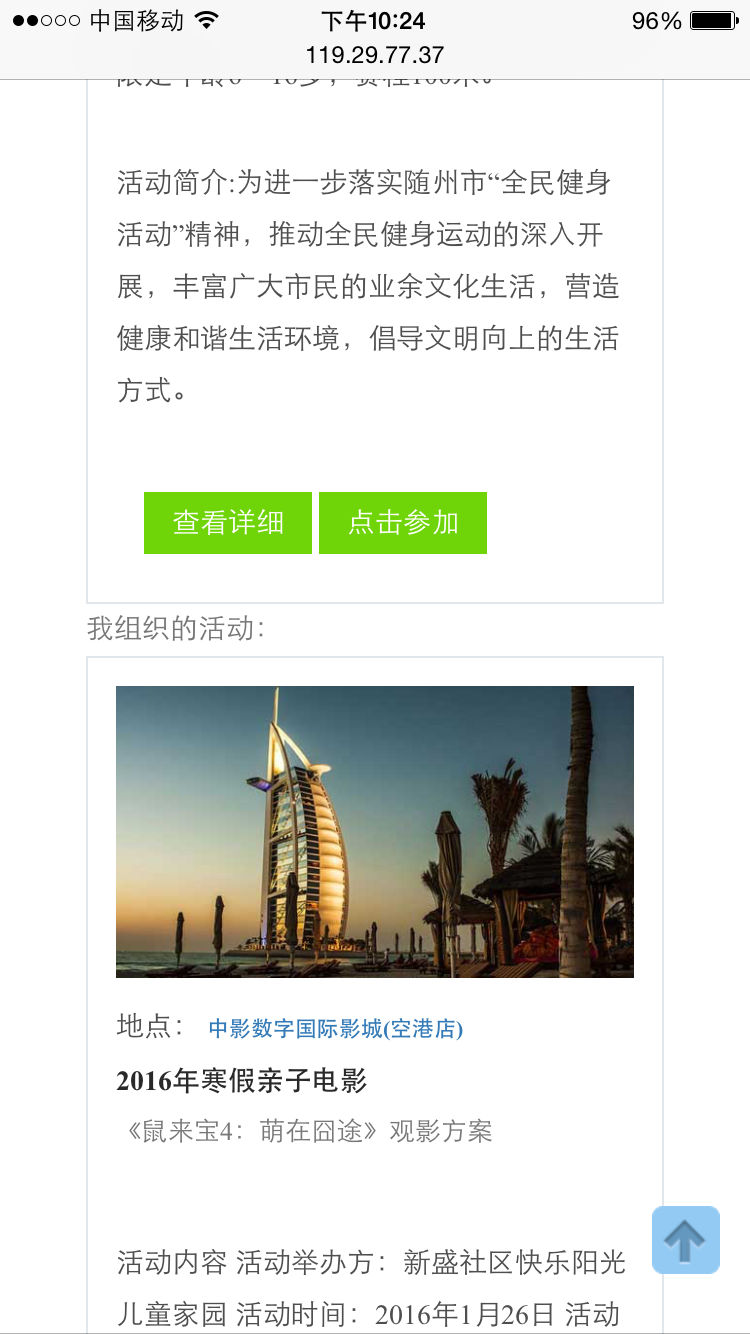 中国移动
下午10:24
96%
119.29.77.37
活动简介:为进一步落实随州市“全民健身
活动”精神，推动全民健身运动的深入开
展，丰富广大市民的业余文化生活，营造
健康和谐生活环境，倡导文明向上的生活
方式。
查看详细
点击参加
我组织的活动：
地点： 中影数字国际影城(空港店)
2016年寒假亲子电影
《鼠来宝4：萌在囧途》观影方案
活动内容 活动举办方：新盛社区快乐阳光
儿童家园 活动时间：2016年1月26日 活动